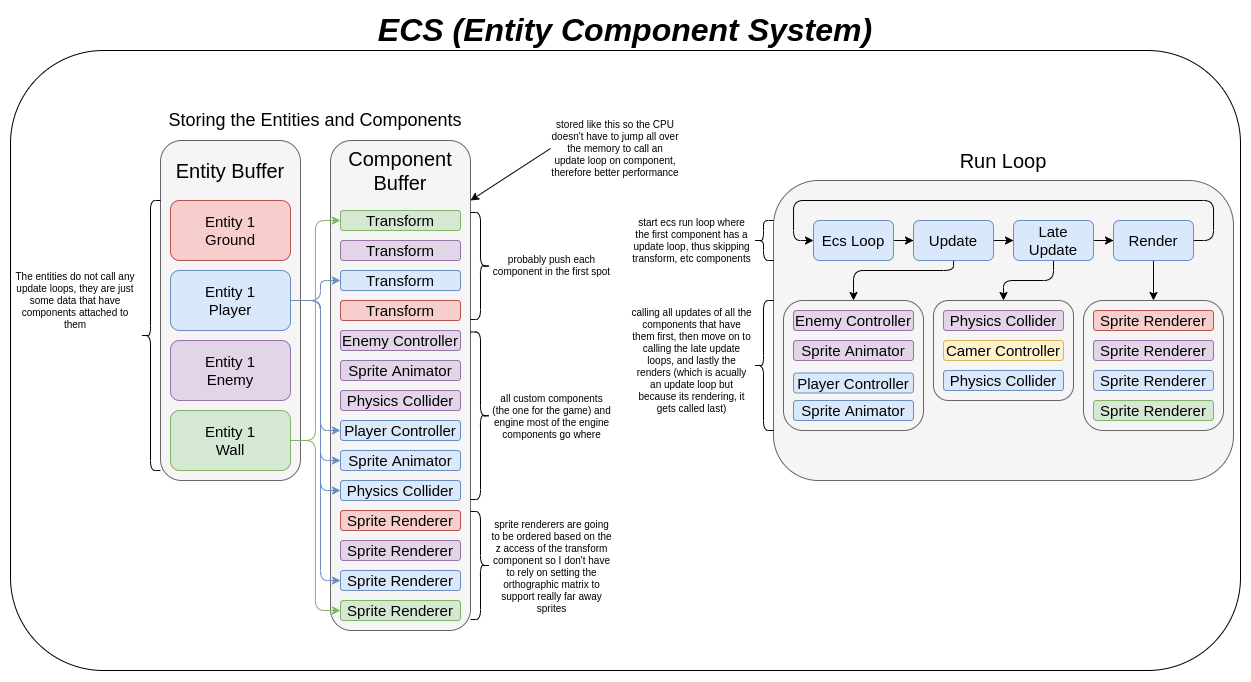 ECS (Entity Component System)
Storing the Entities and Components
Entity Buffer
Entity 1
Ground
Entity 1
Player
Entity 1
Enemy
Entity 1
Wall
The entities do not call any
update loops, they are just
some data that have
components attached to
them
Component
Buffer
Transform
Transform
Transform
Transform
Enemy Controller
Sprite Animator
Physics Collider
Player Controller
Sprite Animator
Physics Collider
Sprite Renderer
Sprite Renderer
Sprite Renderer
Sprite Renderer
stored like this so the CPU
doesn't have to jump all over
the memory to call an
update loop on component,
therefore better performance
probably push each
component in the first spot
all custom components
(the one for the game) and
engine most of the engine
components go where
sprite renderers are going
to be ordered based on the
z access of the transform
component so I don't have
to rely on setting the
orthographic matrix to
support really far away
sprites
Run Loop
start ecs run loop where
the first component has a
update loop, thus skipping
transform, etc components
Ecs Loop
Update
Late
Update
Render
calling all updates of all the
components that have
them first, then move on to
calling the late update
loops, and lastly the
renders (which is acually
an update loop but
because its rendering, it
gets called last)
Enemy Controller
Sprite Animator
Player Controller
Sprite Animator
Physics Collider
Camer Controller
Physics Collider
Sprite Renderer
Sprite Renderer
Sprite Renderer
Sprite Renderer